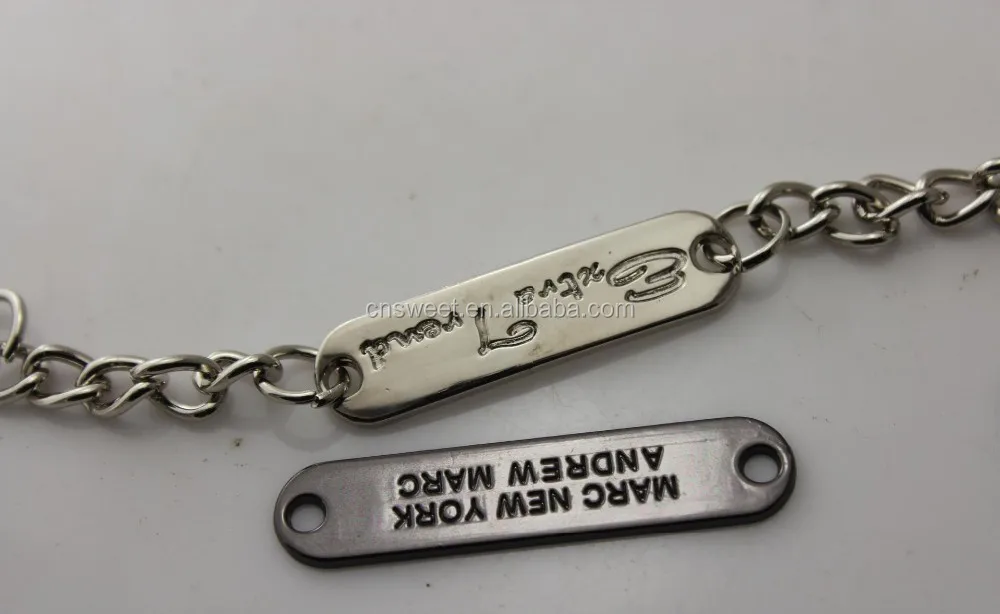 Extra Trend
cnsweet.en.alibaba.com
MARC NEW YORK
ANDREW MARC